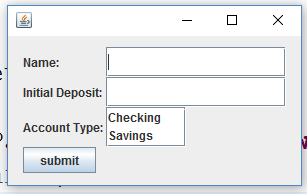 Name:
Initial Deposit:
Account Type:
Checking
Savings
submit